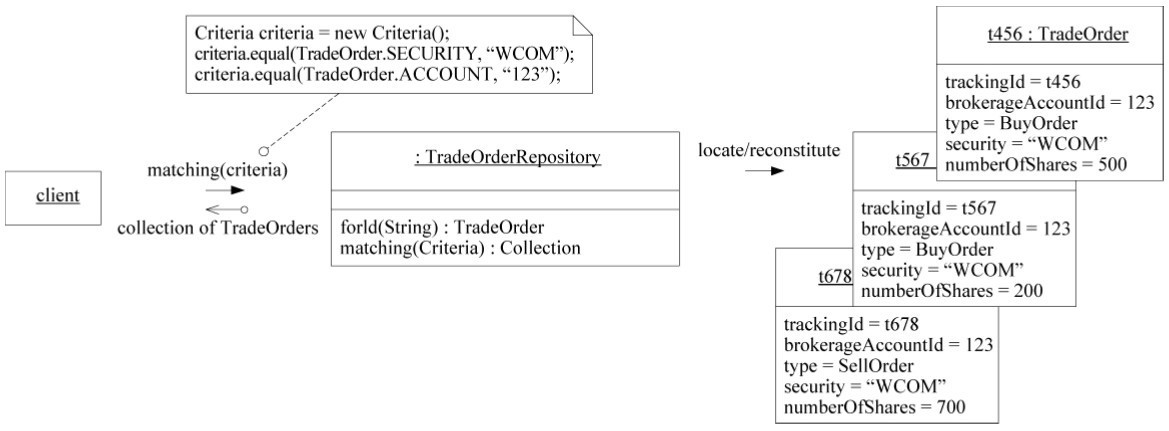 Criteria criteria = new Criteria();
criteria.equal(TradeOrder.SECURITY, “WCOM”);
criteria.equal(TradeOrder.ACCOUNT, “123”);
client
matching(criteria)
collection of TradeOrders
: TradeOrderRepository
forId(String) : TradeOrder
matching(Criteria) : Collection
locate/reconstitute
t456 : TradeOrder
trackingId = t456
brokerageAccountId = 123
type = BuyOrder
security = “WCOM”
numberOfShares = 500
t567
trackingId = t567
brokerageAccountId = 123
type = BuyOrder
security = “WCOM”
numberOfShares = 200
t678
trackingId = t678
brokerageAccountId = 123
type = SellOrder
security = “WCOM”
numberOfShares = 700